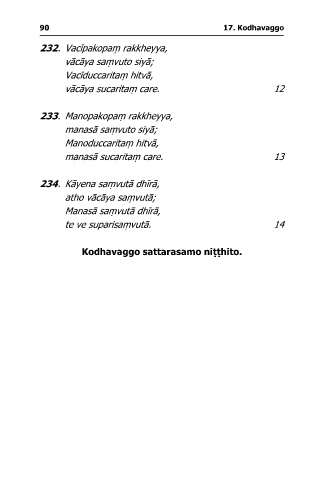 90 17. Kodhavaggo
232. Vacīpakopaṃ rakkheyya,
vācāya saṃvuto siyā;
Vacīduccaritaṃ hitvā,
vācāya sucaritaṃ care. 12
233. Manopakopaṃ rakkheyya,
manasā saṃvuto siyā;
Manoduccaritaṃ hitvā,
manasā sucaritaṃ care. 13
234. Kāyena saṃvutā dhīrā,
atho vācāya saṃvutā;
Manasā saṃvutā dhīrā,
te ve suparisaṃvutā. 14
Kodhavaggo sattarasamo niṭṭhito.